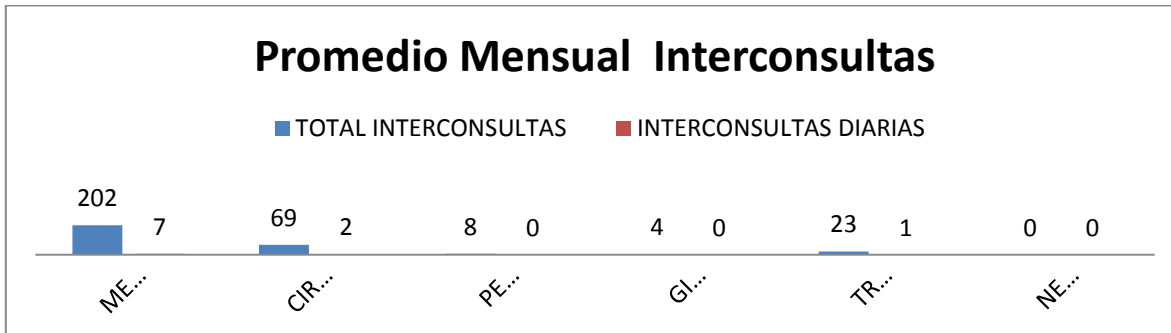 Promedio Mensual  Interconsultas
TOTAL INTERCONSULTAS INTERCONSULTAS DIARIAS
202 7 69 2 8 0 4 0 23 1 0 0
ME... CIR... PE... GI... TR... NE...